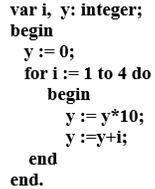 var i, y: integer;
begin
y := 0;
for i := 1 to 4 do
begin
y := y*10;
y :=y+i;
end
end.